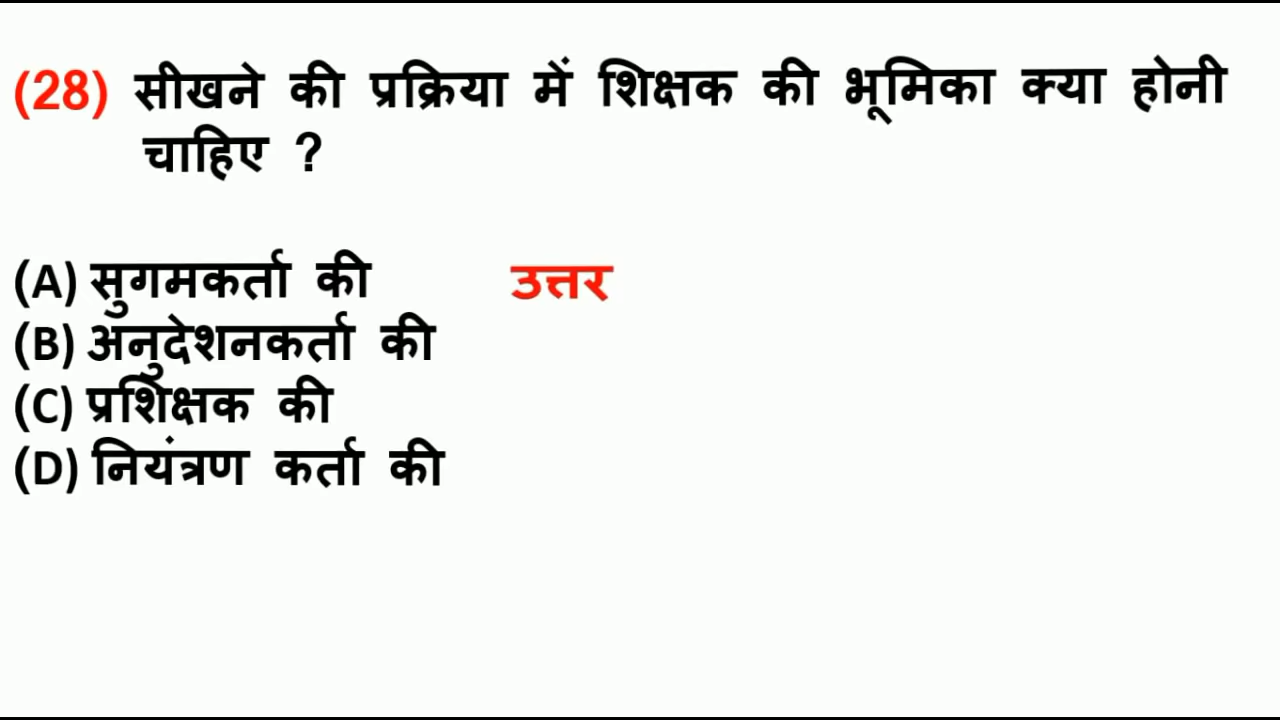 (28) सीखने की प्रक्रिया में शिक्षक की भूमिका क्या होनी
चाहिए ?
(A) सुगमकर्ता की उत्तर
(B) अनुदेशनकर्ता की
(C) प्रशिक्षक की
(D) नियंत्रण कर्ता की